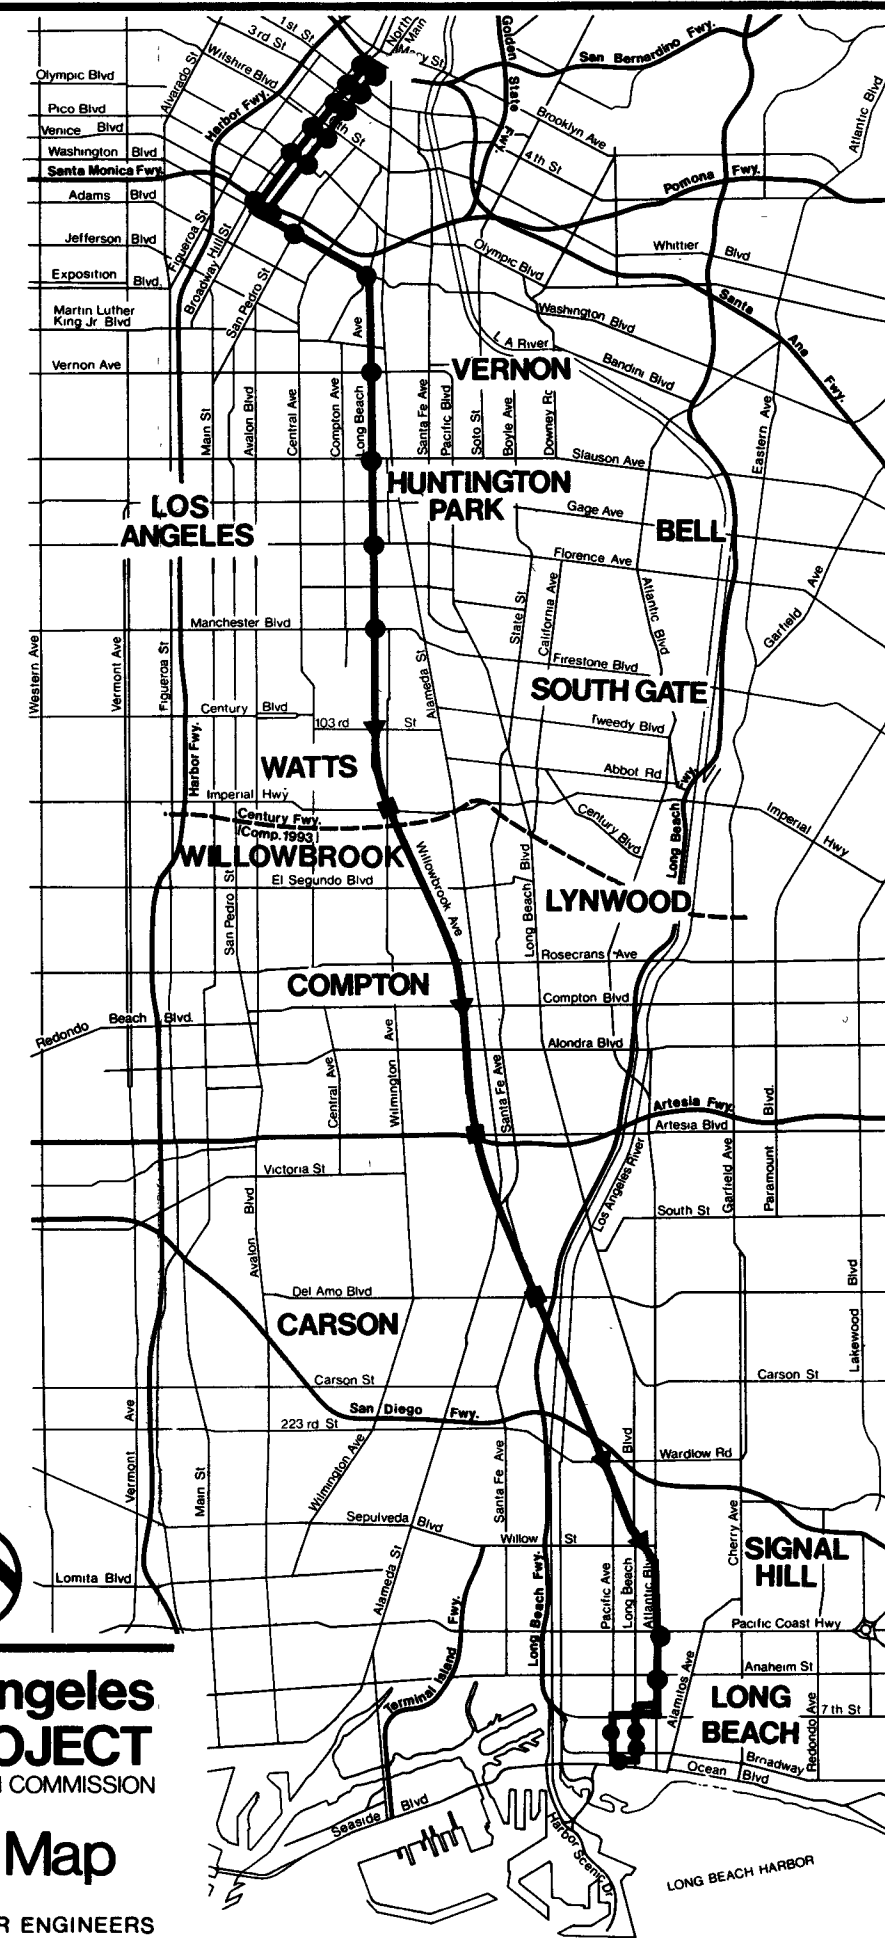 1st St
3rd St
North
Main
Macy St
Golden
State
Fwy.
San Bernardino Fwy.
Olympic Blvd
Alvarado St
Wilshire Blvd
Harbor Fwy.
Atlantic Blvd
Pico Blvd
Venice Blvd
Washington Blvd
Brooklyn Ave
4th St
Santa Monica Fwy.
Pomona Fwy.
Adams Blvd
Jefferson Blvd
Figueroa St
Broadway
Hill St
Whittier Blvd
Olympic Blvd
Exposition Blvd.
San Pedro St
Santa Ana Fwy.
Martin Luther
King Jr Blvd
Washington Blvd
L A River
Bandini Blvd
Vernon Ave
VERNON
Main St
Avalon Blvd
Central Ave
Compton Ave
Long Beach
Ave
Santa Fe Ave
Pacific Blvd
Soto St
Boyle Ave
Eastern Ave
Slauson Ave
HUNTINGTON
PARK
LOS
ANGELES
Gage Ave
BELL
Florence Ave
State St
California Ave
Atlantic Blvd
Garfield Ave
Manchester Blvd
Firestone Blvd
Western Ave
Vermont Ave
Figueroa St
Alameda St
SOUTH GATE
Century Blvd
103 rd St
Tweedy Blvd
Harbor Fwy.
WATTS
Abbot Rd
Imperial Hwy
Century Fwy.
(Comp. 1993)
Century Blvd
Long Beach Fwy.
Imperial Hwy
WILLOWBROOK
Willowbrook Ave
El Segundo Blvd
San Pedro St
Long Beach Blvd
LYNWOOD
Rosecrans Ave
COMPTON
Compton Blvd
Redondo Beach Blvd.
Alondra Blvd
Central Ave
Wilmington Ave
Santa Fe Ave
Artesia Fwy.
Artesia Blvd
Victoria St
Los Angeles River
Garfield Ave
Paramount Blvd.
South St
Avalon Blvd
Del Amo Blvd
CARSON
Lakewood Blvd
Carson St
Carson St
San Diego Fwy.
223 rd St
Wardlow Rd
Vermont Ave
Main St
Wilmington Ave
Santa Fe Ave
Blvd
Sepulveda Blvd
Willow St
Cherry Ave
SIGNAL
HILL
Lomita Blvd
Alameda St
Long Beach Fwy.
Pacific Ave
Long Beach
Atlantic Blvd
Pacific Coast Hwy
Anaheim St
Terminal Island Fwy.
Alamitos Ave
LONG
BEACH
Redondo Ave
7 th St
Broadway
Ocean Blvd
Seaside Blvd
Harbor Scenic Dr
LONG BEACH HARBOR
ngeles
OJECT
COMMISSION
Map
R ENGINEERS